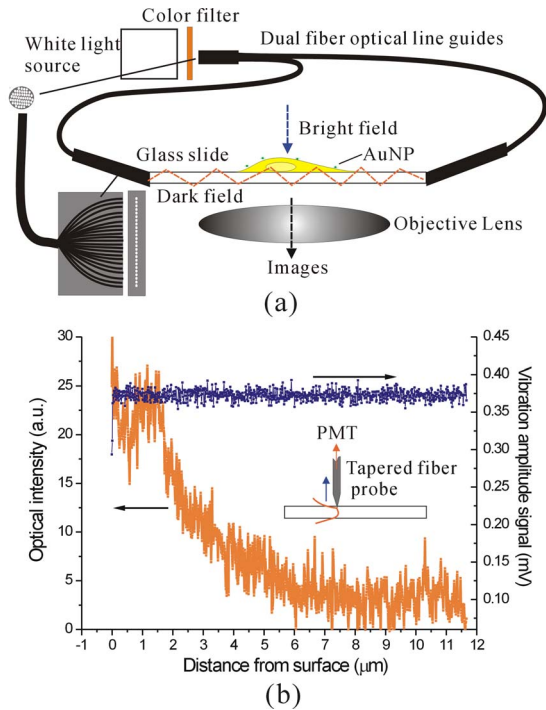 Color filter
White light
source
Dual fiber optical line guides
Bright field
AuNP
Glass slide
Dark field
Objective Lens
Images
(a)
30
25
20
15
10
5
0
Optical intensity (a.u.)
0.45
0.40
0.35
0.30
0.25
0.20
0.15
0.10
Vibration amplitude
signal (mV)
PMT
Tapered fiber
probe
-1 0 1 2 3 4 5 6 7 8 9 10 11 12
Distance from surface (μm)
(b)